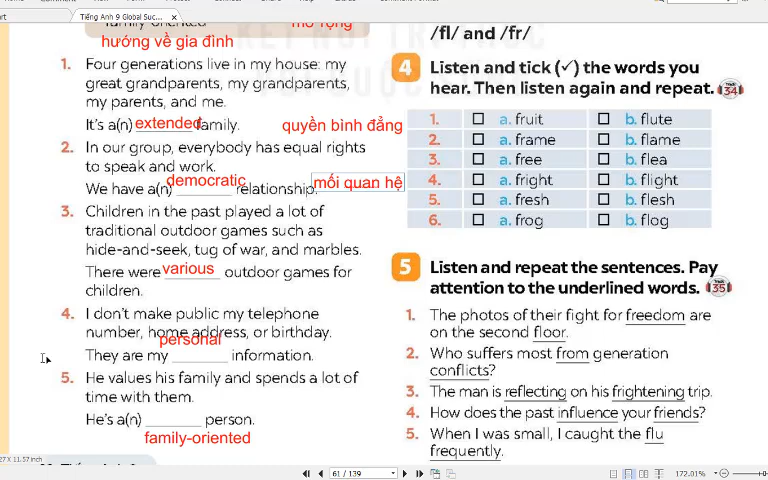 Tiếng Anh 9 Global Suc... ×
family-oriented
mở rộng
hướng về gia đình
1. Four generations live in my house: my
great grandparents, my grandparents,
my parents, and me.
It's a(n) extended family.
quyền bình đẳng
2. In our group, everybody has equal rights
to speak and work.
We have a(n) democratic relationship.
mối quan hệ
3. Children in the past played a lot of
traditional outdoor games such as
hide-and-seek, tug of war, and marbles.
There were various outdoor games for
children.
4. I don't make public my telephone
number, home address, or birthday.
They are my personal information.
5. He values his family and spends a lot of
time with them.
He's a(n) ________ person.
family-oriented
/fl/ and /fr/
4 Listen and tick (✓) the words you
hear. Then listen again and repeat.
34
1. a. fruit b. flute
2. a. frame b. flame
3. a. free b. flea
4. a. fright b. flight
5. a. fresh b. flesh
6. a. frog b. flog
5 Listen and repeat the sentences. Pay
attention to the underlined words.
35
1. The photos of their fight for freedom are
on the second floor.
2. Who suffers most from generation
conflicts?
3. The man is reflecting on his frightening trip.
4. How does the past influence your friends?
5. When I was small, I caught the flu
frequently.
27 × 11.57 inch
61 / 139
172.01%